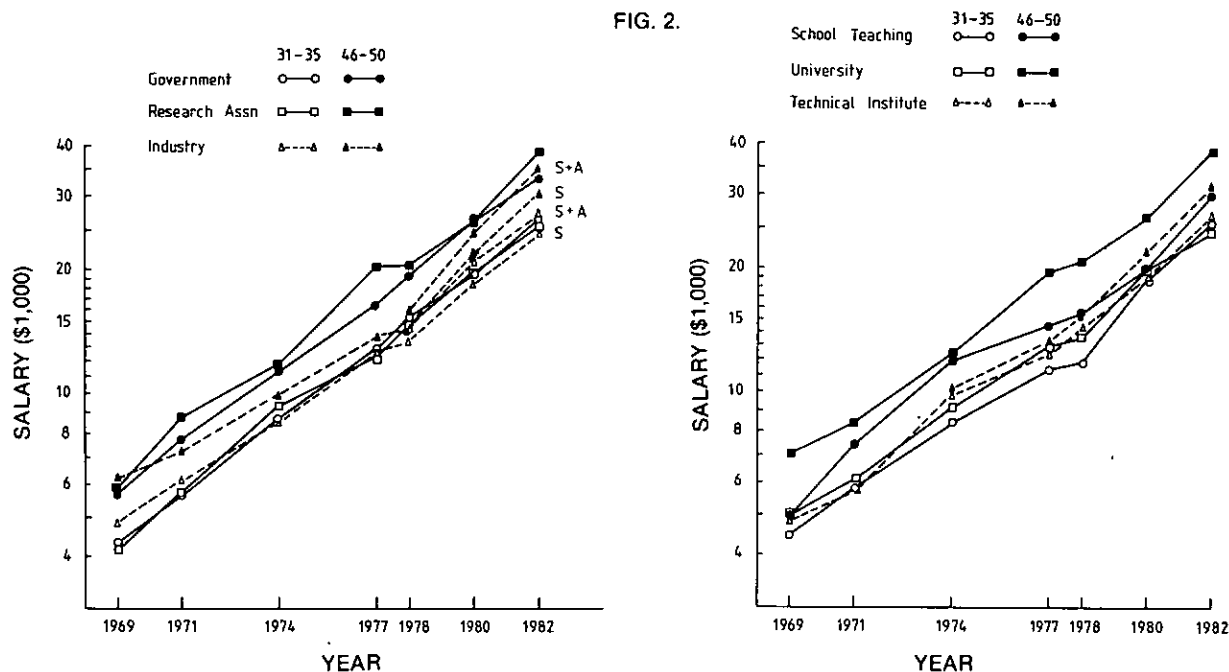 FIG. 2.
31-35 46-50
Government
Research Assn
Industry
40
30
20
15
10
8
6
4
SALARY ($1,000)
S+A
S
S+A
S
1969 1971 1974 1977 1978 1980 1982
YEAR
31-35 46-50
School Teaching
University
Technical Institute
40
30
20
15
10
8
6
4
SALARY ($1,000)
1969 1971 1974 1977 1978 1980 1982
YEAR